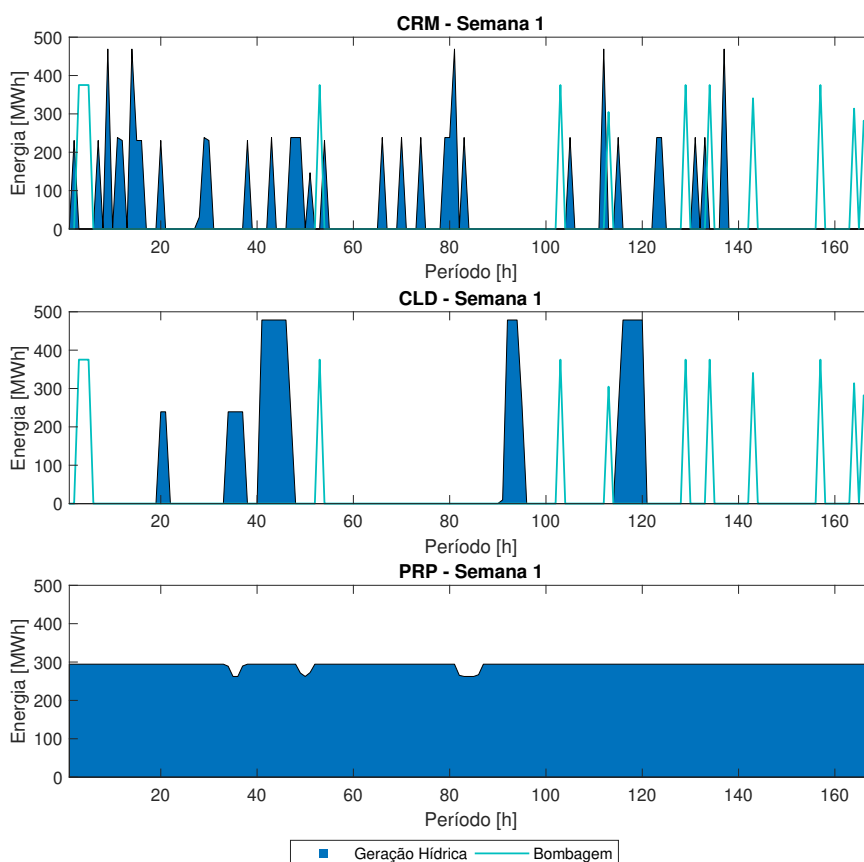 CRM - Semana 1
500
400
300
200
100
0
Energia [MWh]
20 40 60 80 100 120 140 160
Período [h]
CLD - Semana 1
500
400
300
200
100
0
Energia [MWh]
20 40 60 80 100 120 140 160
Período [h]
PRP - Semana 1
500
400
300
200
100
0
Energia [MWh]
20 40 60 80 100 120 140 160
Período [h]
Geração Hídrica Bombagem